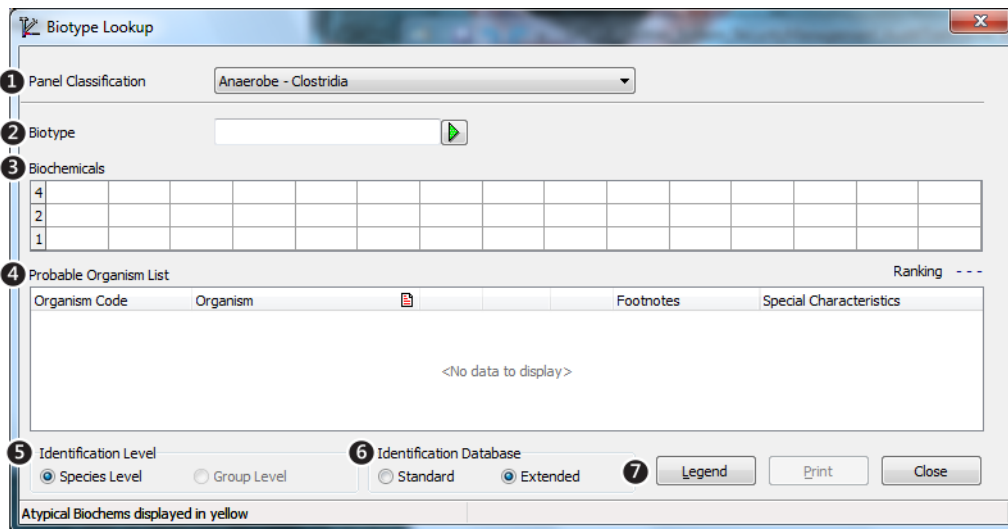 Biotype Lookup
x
1 Panel Classification Anaerobe - Clostridia
2 Biotype
3 Biochemicals
4
2
1
4 Probable Organism List Ranking - - -
Organism Code Organism Footnotes Special Characteristics
<No data to display>
5 Identification Level 6 Identification Database
Species Level Group Level Standard Extended 7 Legend Print Close
Atypical Biochems displayed in yellow